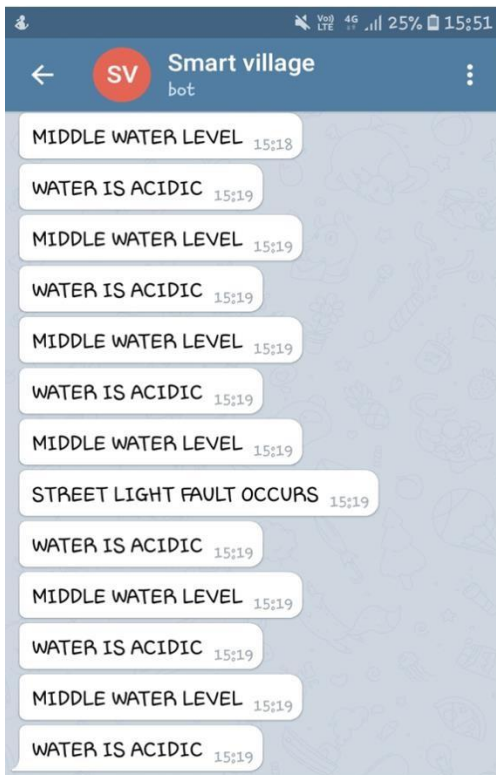 Vo)) LTE 4G 25% 15:51
SV Smart village
bot
MIDDLE WATER LEVEL 15:18
WATER IS ACIDIC 15:19
MIDDLE WATER LEVEL 15:19
WATER IS ACIDIC 15:19
MIDDLE WATER LEVEL 15:19
WATER IS ACIDIC 15:19
MIDDLE WATER LEVEL 15:19
STREET LIGHT FAULT OCCURS 15:19
WATER IS ACIDIC 15:19
MIDDLE WATER LEVEL 15:19
WATER IS ACIDIC 15:19
MIDDLE WATER LEVEL 15:19
WATER IS ACIDIC 15:19